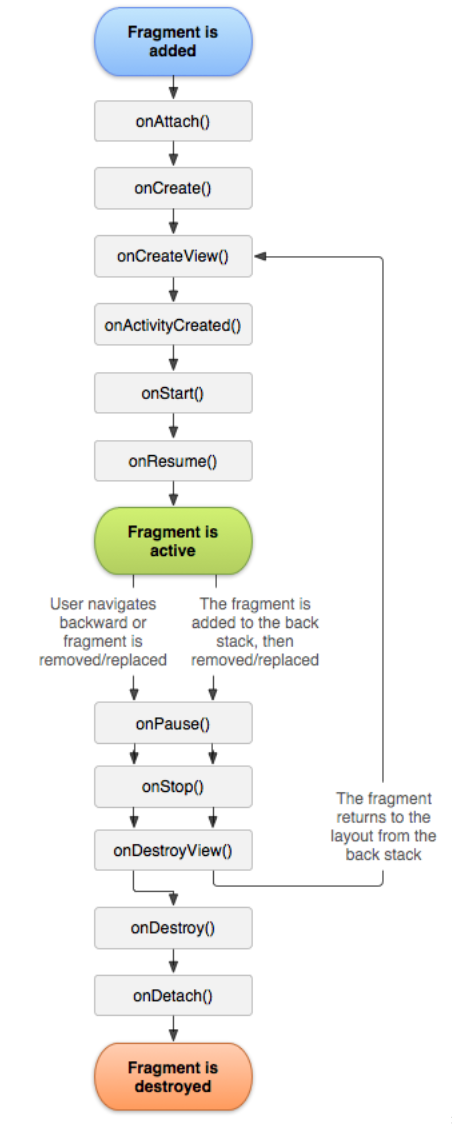 Fragment is
added
onAttach()
onCreate()
onCreateView()
onActivityCreated()
onStart()
onResume()
Fragment is
active
User navigates
backward or
fragment is
removed/replaced
The fragment is
added to the back
stack, then
removed/replaced
onPause()
onStop()
The fragment
returns to the
layout from the
back stack
onDestroyView()
onDestroy()
onDetach()
Fragment is
destroyed